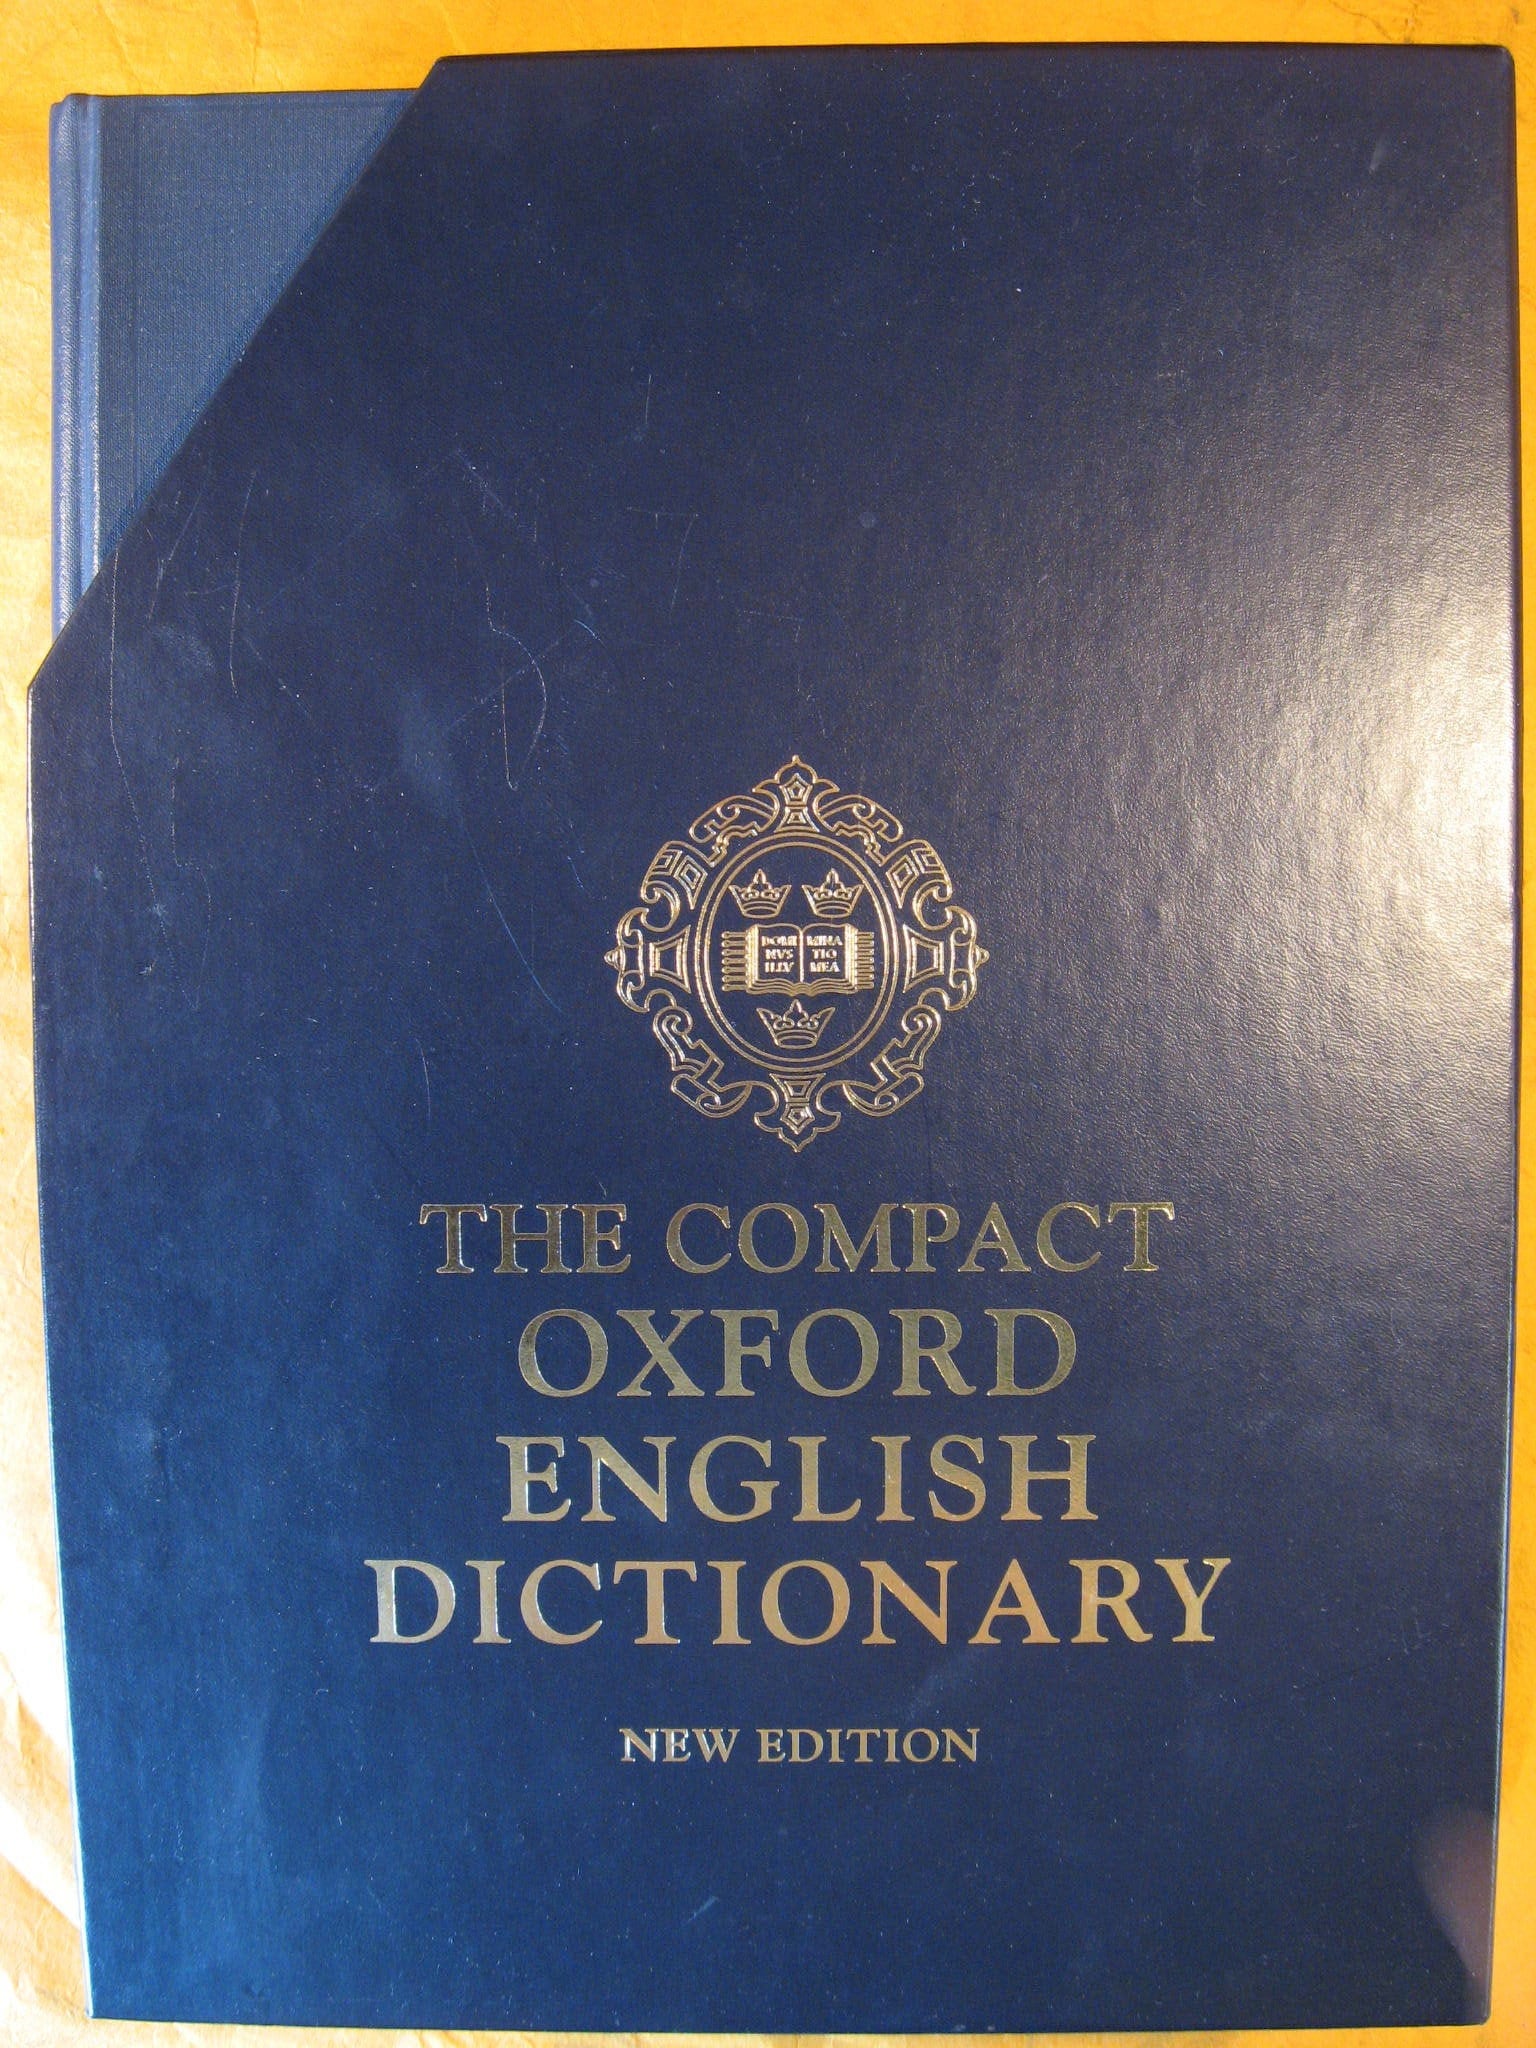 DOMI MINA
NVS TIO
ILLV MEA
THE COMPACT
OXFORD
ENGLISH
DICTIONARY
NEW EDITION